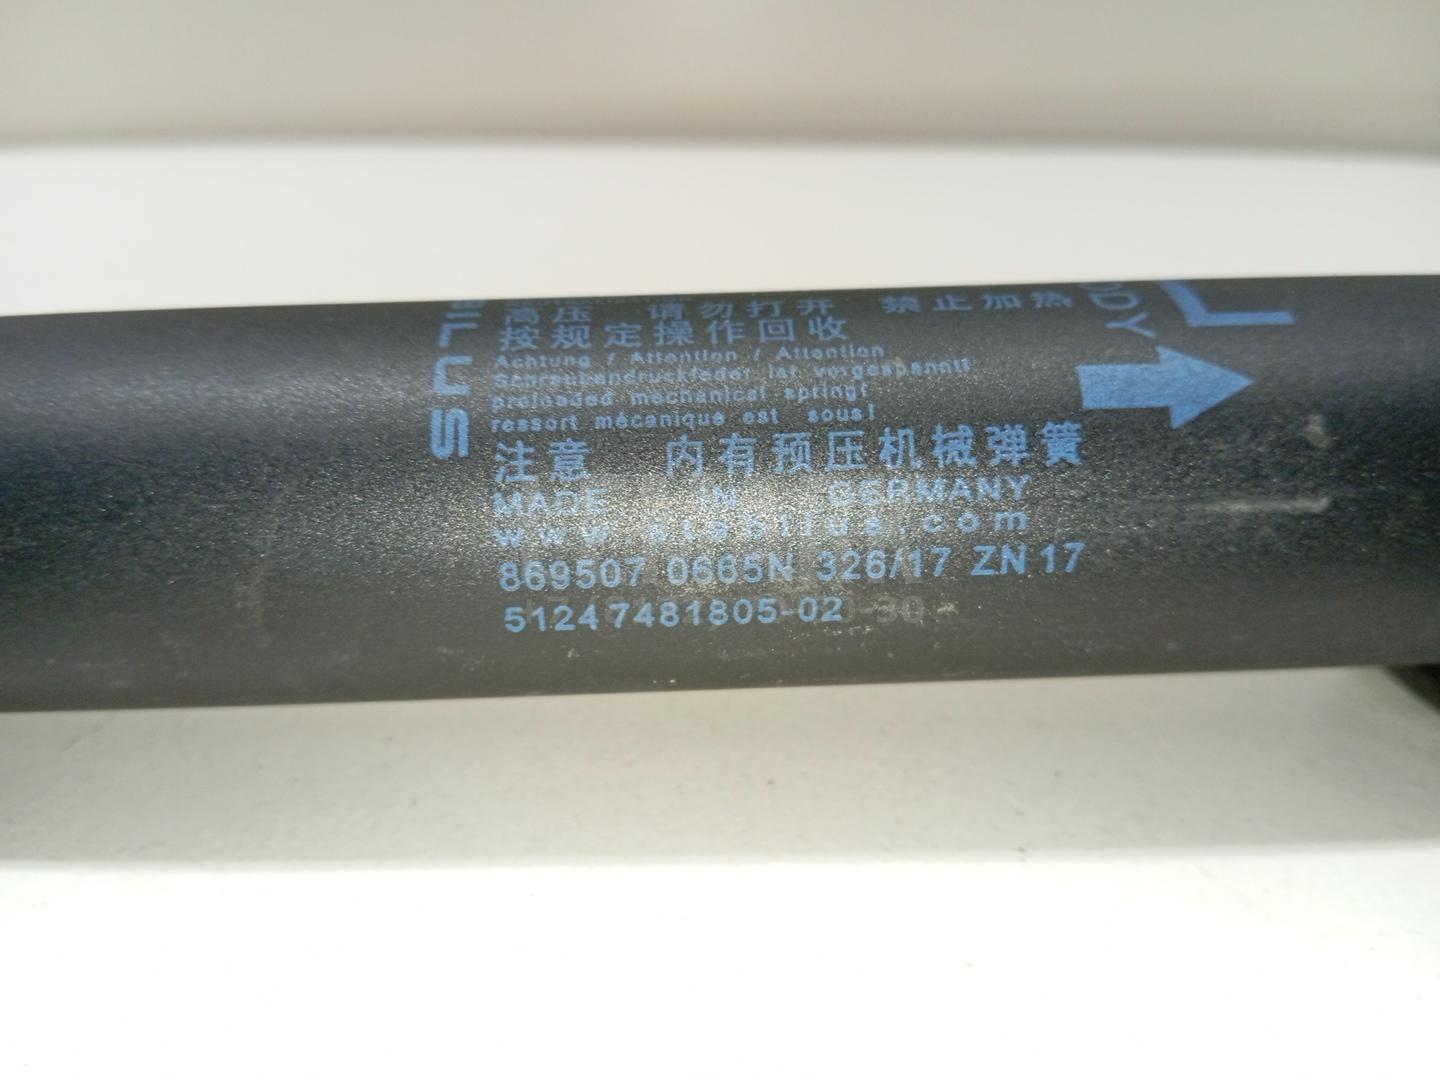 高压 请勿打开 禁止加热
按规定操作回收
Achtung / Attention / Attention
Schraubendruckfeder ist vorgespannt!
preloaded mechanical spring!
ressort mécanique est sous!
注意 内有预压机械弹簧
MADE IN GERMANY
www.stabilus.com
869507 0665N 326/17 ZN17
51247481805-02